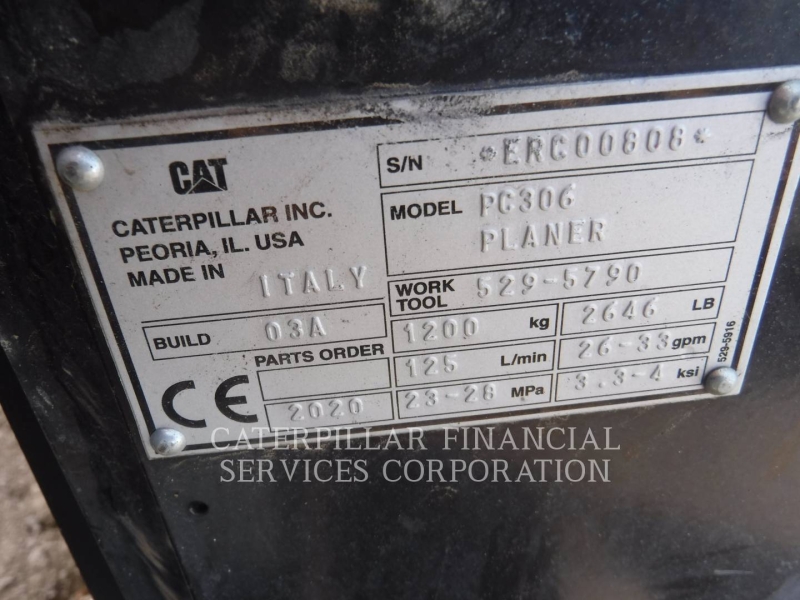 CAT
CATERPILLAR INC.
PEORIA, IL. USA
MADE IN ITALY
S/N *ERC00808*
MODEL PC306
PLANER
WORK TOOL 529-5790
BUILD 03A
1200 kg 2646 LB
PARTS ORDER
125 L/min 26-33 gpm
2020
23-28 MPa 3.3-4 ksi
CE
529-5916
CATERPILLAR FINANCIAL
SERVICES CORPORATION